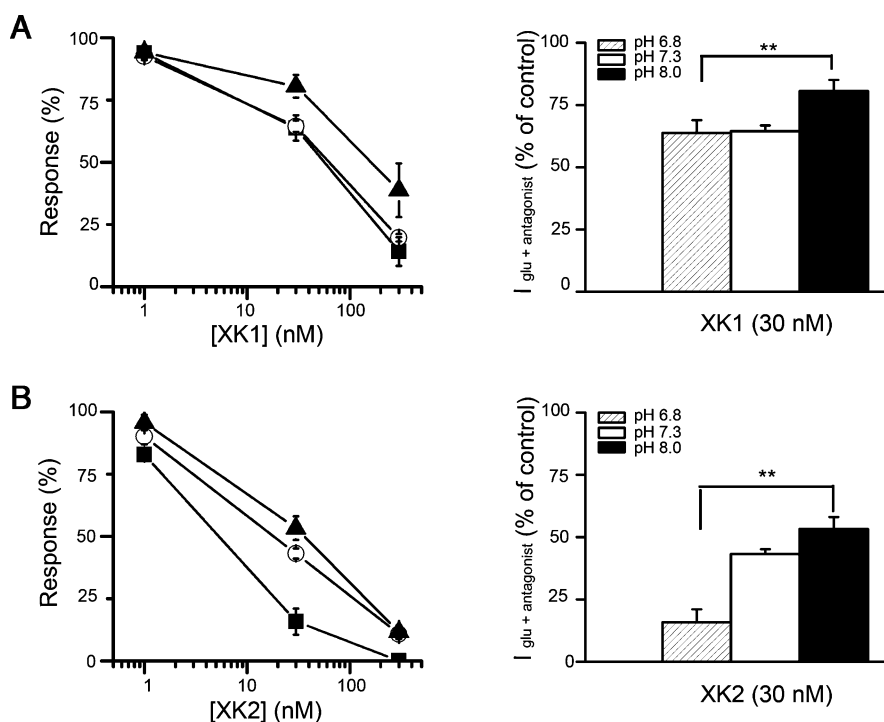 A
Response (%)
100
75
50
25
0
1
10
100
[XK1] (nM)
I glu + antagonist (% of control)
100
75
50
25
0
pH 6.8
pH 7.3
pH 8.0
**
XK1 (30 nM)
B
Response (%)
100
75
50
25
0
1
10
100
[XK2] (nM)
I glu + antagonist (% of control)
100
75
50
25
0
pH 6.8
pH 7.3
pH 8.0
**
XK2 (30 nM)